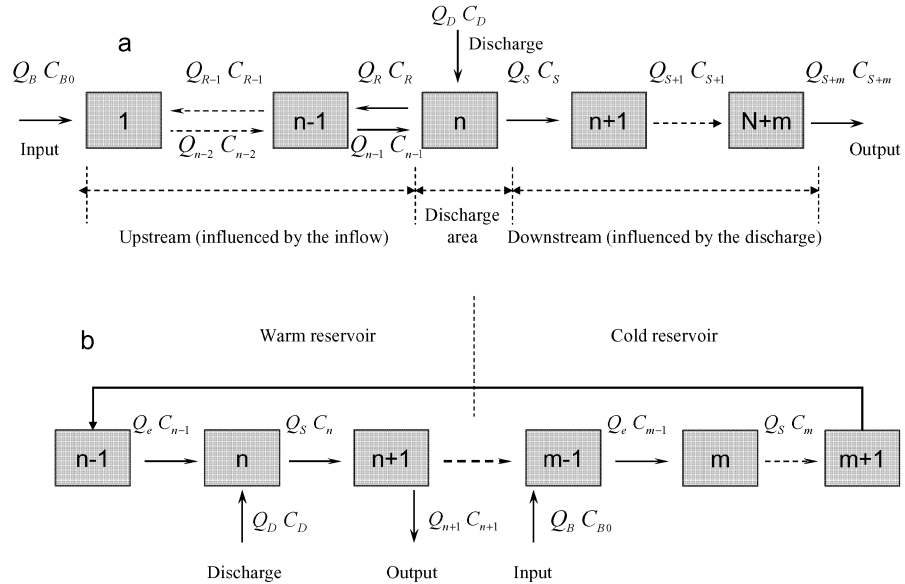 a
Q_D C_D
Discharge
Q_B C_B0
Q_R-1 C_R-1
Q_R C_R
Q_S C_S
Q_S+1 C_S+1
Q_S+m C_S+m
1
n-1
n
n+1
N+m
Input
Q_n-2 C_n-2
Q_n-1 C_n-1
Output
Upstream (influenced by the inflow)
Discharge
area
Downstream (influenced by the discharge)
b
Warm reservoir
Cold reservoir
Q_e C_n-1
Q_S C_n
Q_e C_m-1
Q_S C_m
n-1
n
n+1
m-1
m
m+1
Q_D C_D
Q_n+1 C_n+1
Q_B C_B0
Discharge
Output
Input